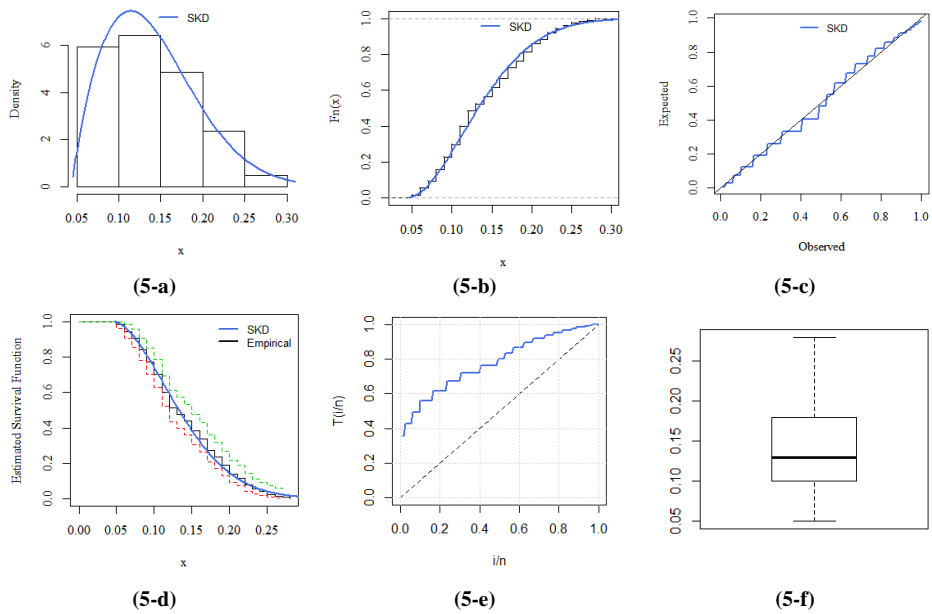 SKD
Density
0 2 4 6
0.05 0.10 0.15 0.20 0.25 0.30
x
(5-a)
SKD
Fn(x)
0.0 0.2 0.4 0.6 0.8 1.0
0.05 0.10 0.15 0.20 0.25 0.30
x
(5-b)
SKD
Expected
0.0 0.2 0.4 0.6 0.8 1.0
0.0 0.2 0.4 0.6 0.8 1.0
Observed
(5-c)
SKD
Empirical
Estimated Survival Function
0.0 0.2 0.4 0.6 0.8 1.0
0.00 0.05 0.10 0.15 0.20 0.25
x
(5-d)
T(i/n)
0.0 0.2 0.4 0.6 0.8 1.0
0.0 0.2 0.4 0.6 0.8 1.0
i/n
(5-e)
0.05 0.10 0.15 0.20 0.25
(5-f)